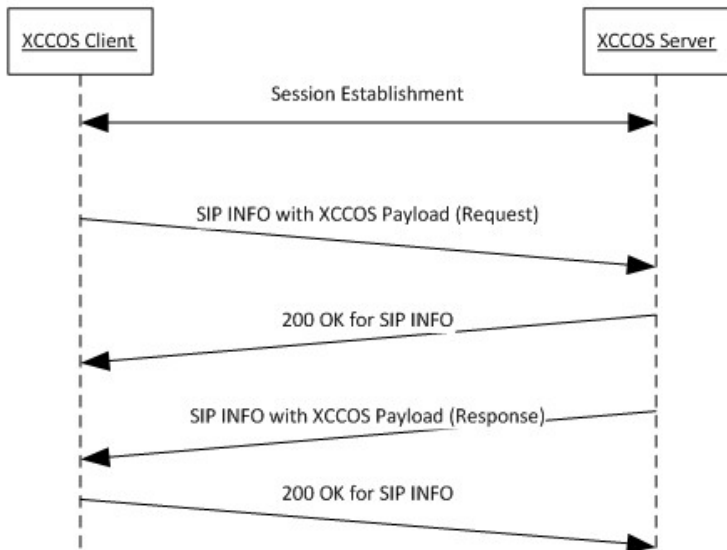 XCCOS Client
XCCOS Server
Session Establishment
SIP INFO with XCCOS Payload (Request)
200 OK for SIP INFO
SIP INFO with XCCOS Payload (Response)
200 OK for SIP INFO